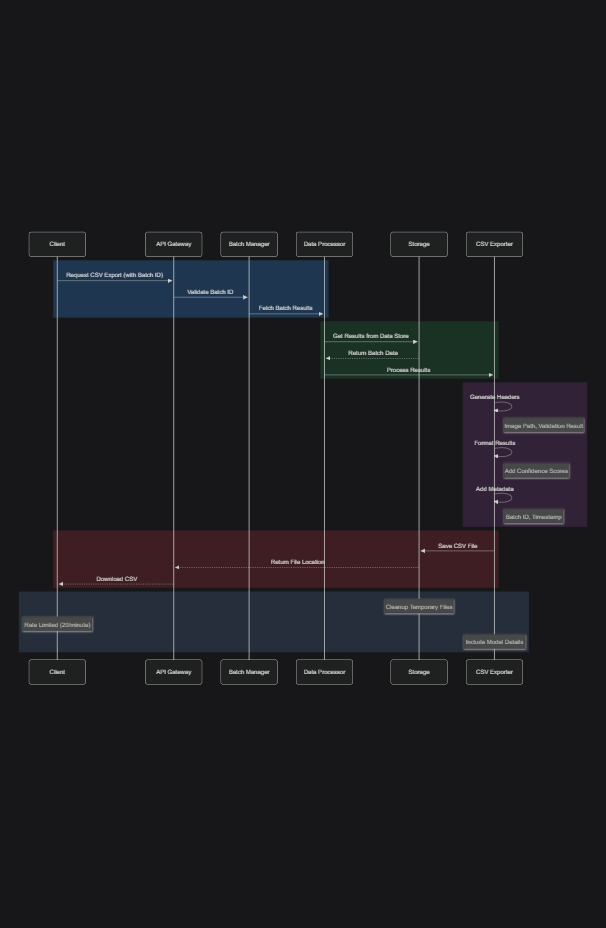 Client
API Gateway
Batch Manager
Data Processor
Storage
CSV Exporter
Request CSV Export (with Batch ID)
Validate Batch ID
Fetch Batch Results
Get Results from Data Store
Return Batch Data
Process Results
Generate Headers
Image Path, Validation Result
Format Results
Add Confidence Scores
Add Metadata
Batch ID, Timestamp
Save CSV File
Return File Location
Download CSV
Cleanup Temporary Files
Rate Limited (20/minute)
Include Model Details
Client
API Gateway
Batch Manager
Data Processor
Storage
CSV Exporter